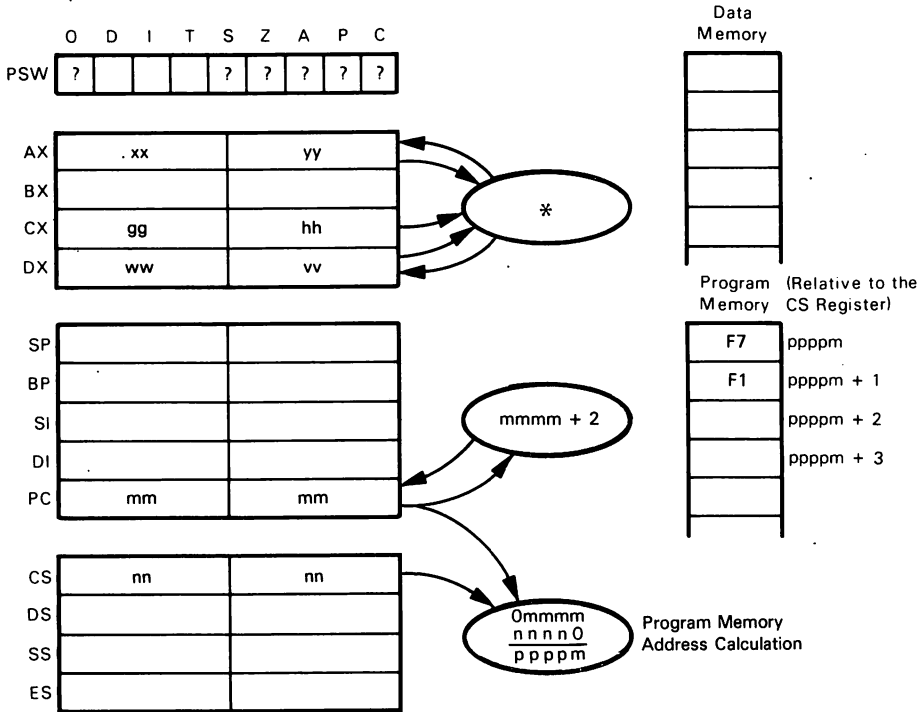 O D I T S Z A P C
PSW ? ? ? ? ? ?
Data
Memory
AX . xx yy
BX
CX gg hh
DX ww vv
*
Program (Relative to the
Memory CS Register)
F7 ppppm
F1 ppppm + 1
ppppm + 2
ppppm + 3
SP
BP
SI
DI
PC mm mm
mmmm + 2
CS nn nn
DS
SS
ES
0mmmm
nnnn0
ppppm
Program Memory
Address Calculation